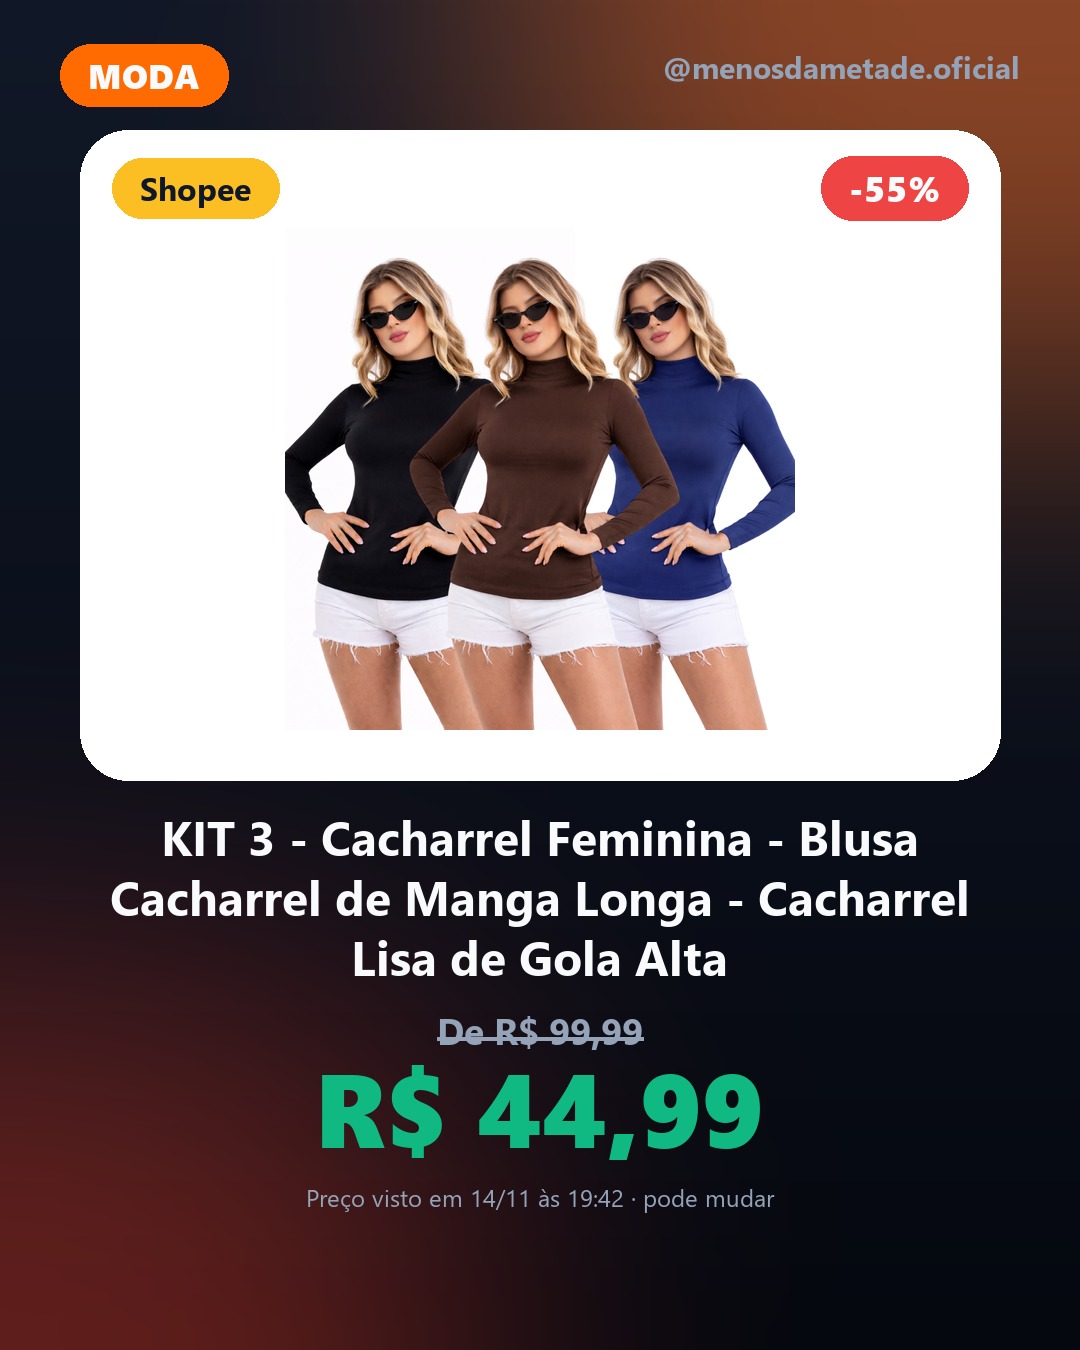 MODA
@menosdametade.oficial
Shopee
-55%
KIT 3 - Cacharrel Feminina - Blusa
Cacharrel de Manga Longa - Cacharrel
Lisa de Gola Alta
De R$ 99,99
R$ 44,99
Preço visto em 14/11 às 19:42 · pode mudar